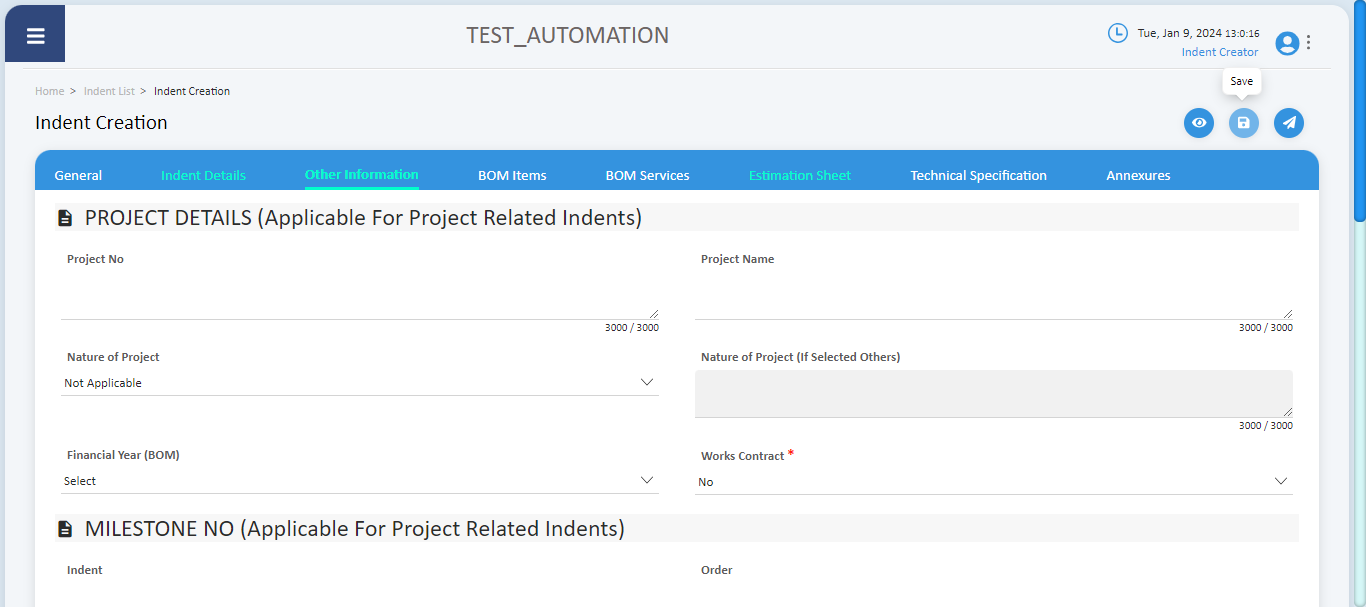 TEST_AUTOMATION
Tue, Jan 9, 2024 13:0:16
Indent Creator
Home > Indent List > Indent Creation
Save
Indent Creation
General Indent Details Other Information BOM Items BOM Services Estimation Sheet Technical Specification Annexures
PROJECT DETAILS (Applicable For Project Related Indents)
Project No Project Name
3000 / 3000 3000 / 3000
Nature of Project Nature of Project (If Selected Others)
Not Applicable
3000 / 3000
Financial Year (BOM) Works Contract *
Select No
MILESTONE NO (Applicable For Project Related Indents)
Indent Order